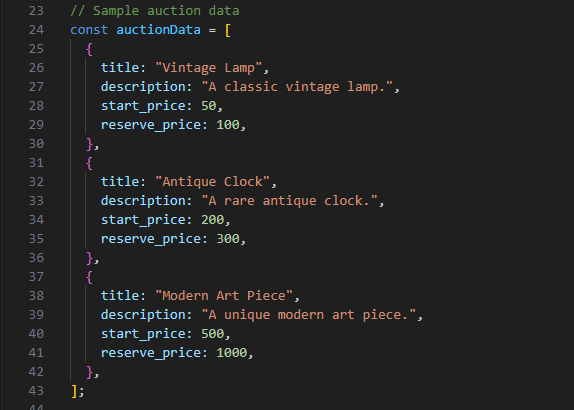 23 // Sample auction data
24 const auctionData = [
25 {
26 title: "Vintage Lamp",
27 description: "A classic vintage lamp.",
28 start_price: 50,
29 reserve_price: 100,
30 },
31 {
32 title: "Antique Clock",
33 description: "A rare antique clock.",
34 start_price: 200,
35 reserve_price: 300,
36 },
37 {
38 title: "Modern Art Piece",
39 description: "A unique modern art piece.",
40 start_price: 500,
41 reserve_price: 1000,
42 },
43 ];